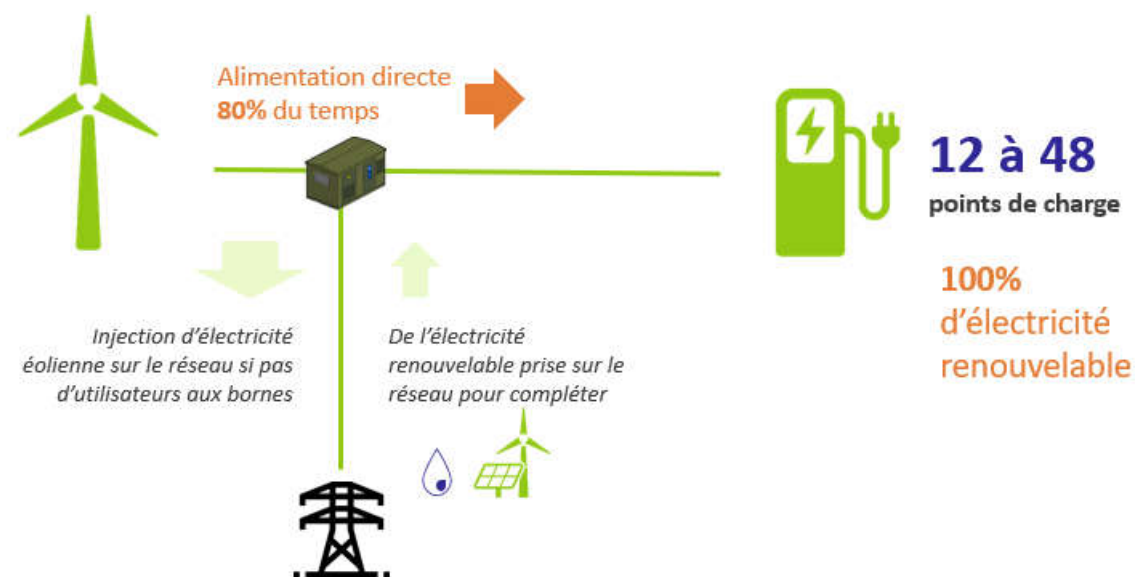 Alimentation directe
80% du temps
12 à 48
points de charge
100%
d’électricité
renouvelable
Injection d’électricité
éolienne sur le réseau si pas
d’utilisateurs aux bornes
De l’électricité
renouvelable prise sur le
réseau pour compléter